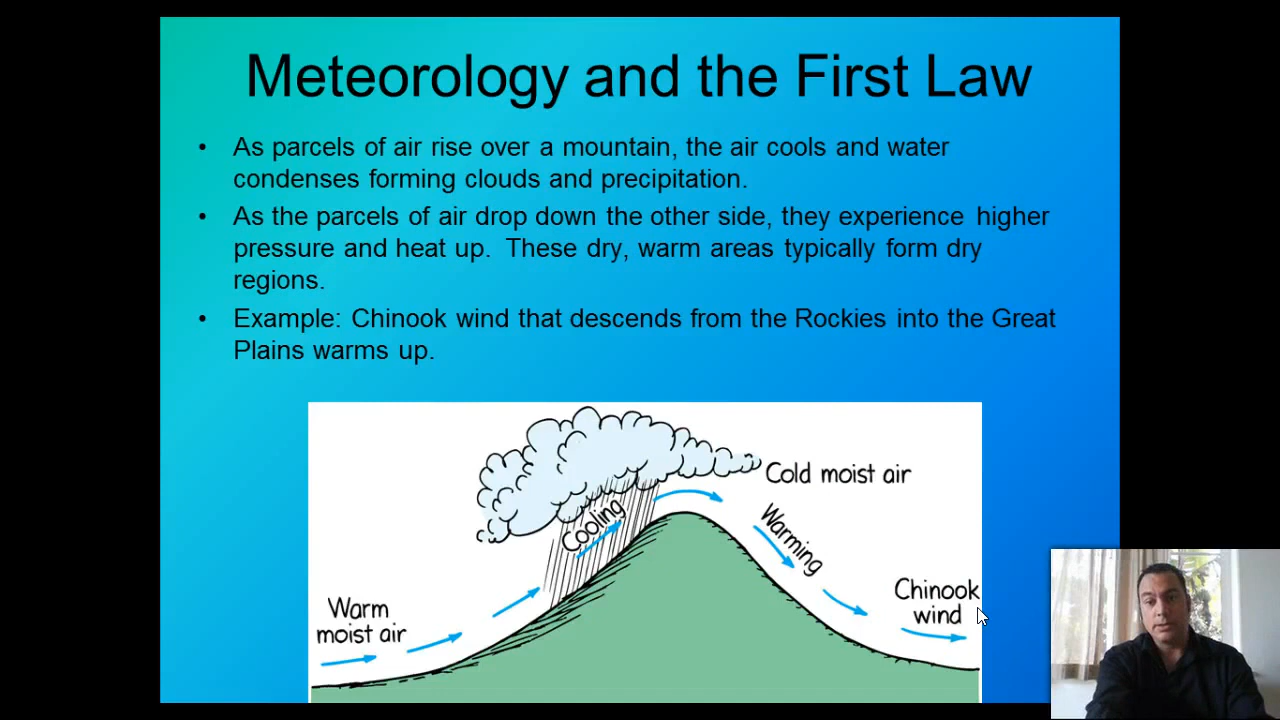 Meteorology and the First Law
• As parcels of air rise over a mountain, the air cools and water
condenses forming clouds and precipitation.
• As the parcels of air drop down the other side, they experience higher
pressure and heat up.  These dry, warm areas typically form dry
regions.
• Example: Chinook wind that descends from the Rockies into the Great
Plains warms up.
Cold moist air
Cooling
Warming
Chinook
wind
Warm
moist air